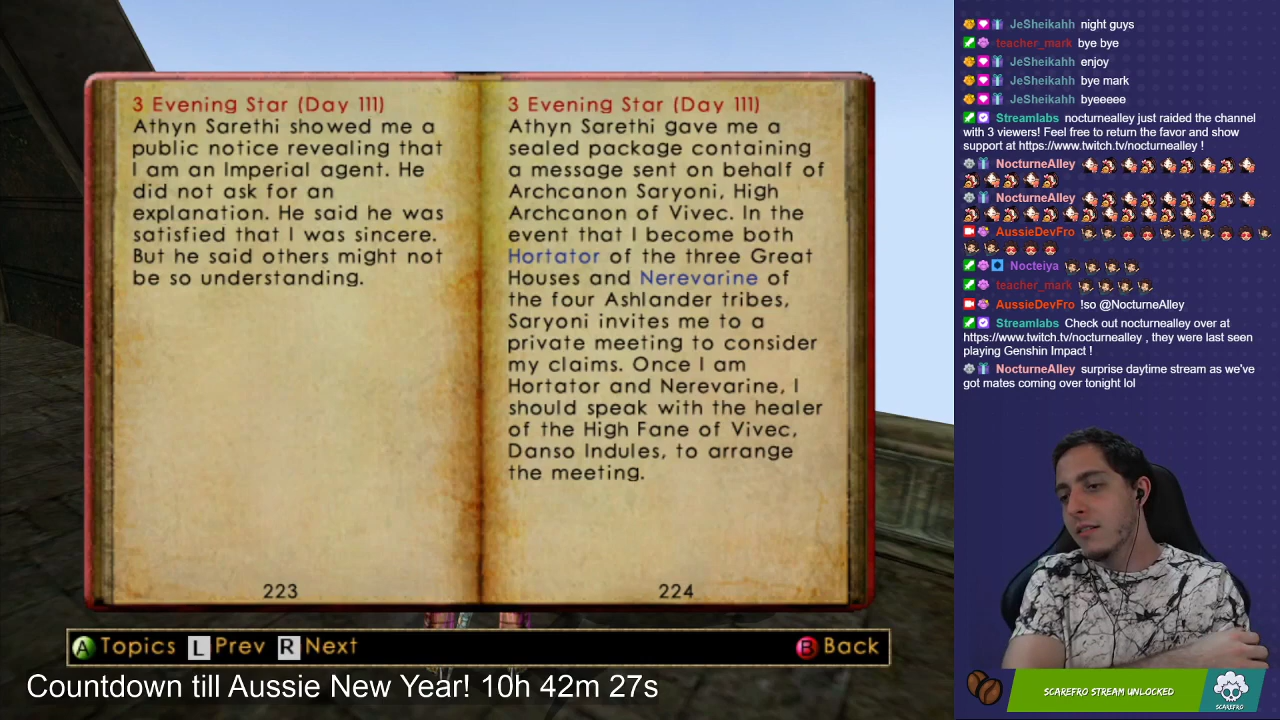 3 Evening Star (Day 111)
Athyn Sarethi showed me a
public notice revealing that
I am an Imperial agent. He
did not ask for an
explanation. He said he was
satisfied that I was sincere.
But he said others might not
be so understanding.
223
3 Evening Star (Day 111)
Athyn Sarethi gave me a
sealed package containing
a message sent on behalf of
Archcanon Saryoni, High
Archcanon of Vivec. In the
event that I become both
Hortator of the three Great
Houses and Nerevarine of
the four Ashlander tribes,
Saryoni invites me to a
private meeting to consider
my claims. Once I am
Hortator and Nerevarine, I
should speak with the healer
of the High Fane of Vivec,
Danso Indules, to arrange
the meeting.
224
A Topics L Prev R Next
B Back
Countdown till Aussie New Year! 10h 42m 27s
JeSheikahh night guys
teacher_mark bye bye
JeSheikahh enjoy
JeSheikahh bye mark
JeSheikahh byeeeee
Streamlabs nocturnealley just raided the channel
with 3 viewers! Feel free to return the favor and show
support at https://www.twitch.tv/nocturnealley !
NocturneAlley
NocturneAlley
AussieDevFro
Nocteiya
teacher_mark
AussieDevFro !so @NocturneAlley
Streamlabs Check out nocturnealley over at
https://www.twitch.tv/nocturnealley , they were last seen
playing Genshin Impact !
NocturneAlley surprise daytime stream as we've
got mates coming over tonight lol
SCAREFRO STREAM UNLOCKED
SCAREFRO